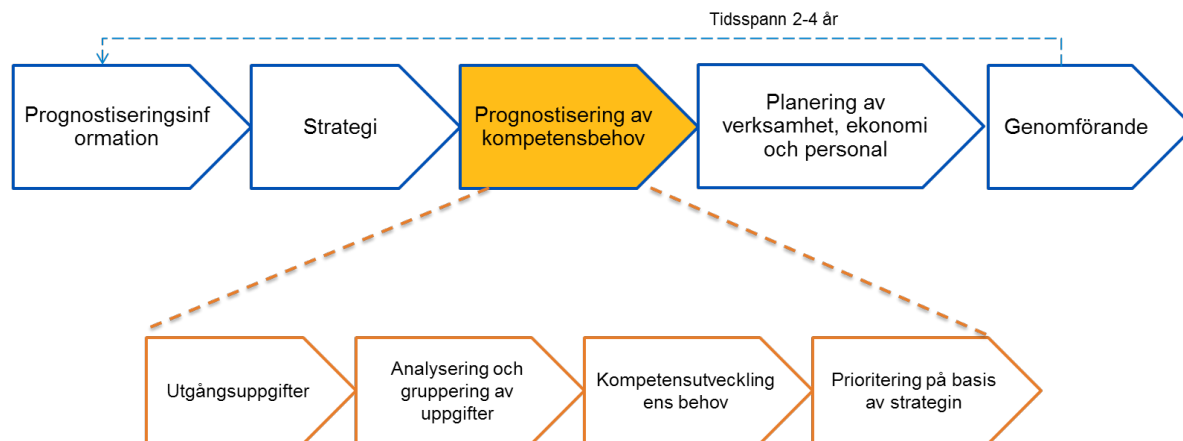 Tidsspann 2-4 år
Prognostiseringsinf
ormation
Strategi
Prognostisering av
kompetensbehov
Planering av
verksamhet, ekonomi
och personal
Genomförande
Utgångsuppgifter
Analysering och
gruppering av
uppgifter
Kompetensutveckling
ens behov
Prioritering på basis
av strategin